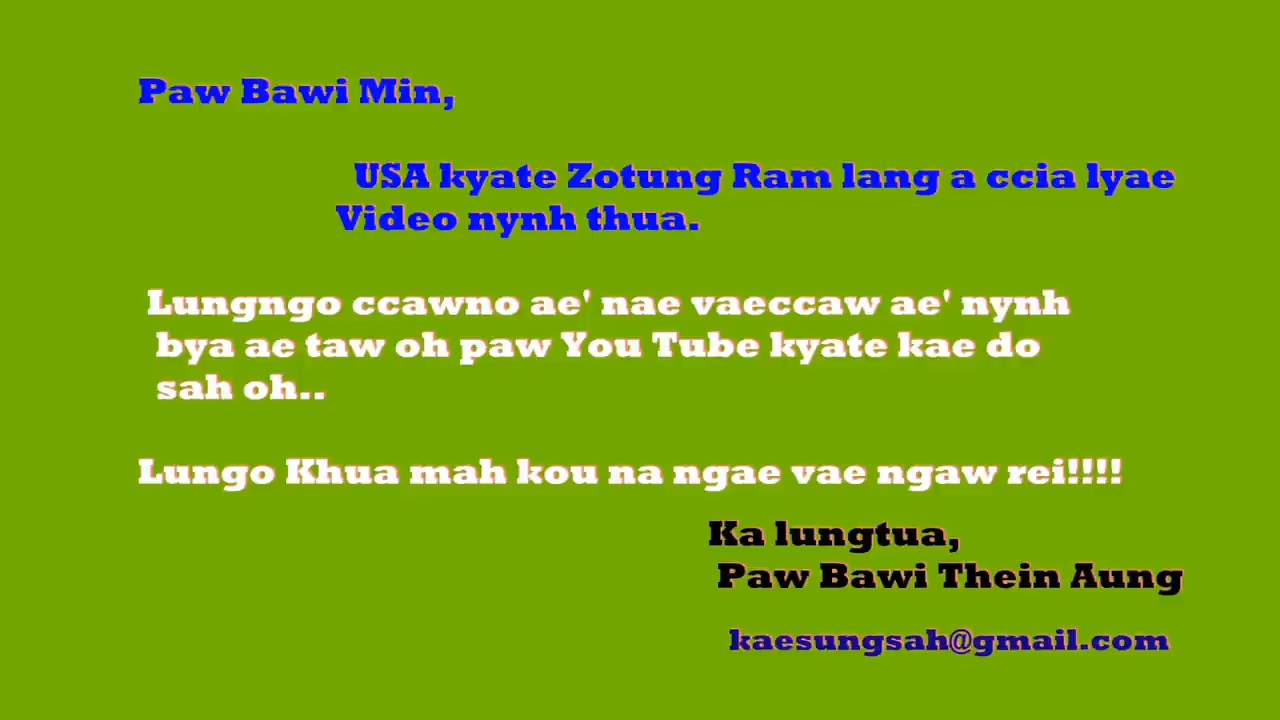 Paw Bawi Min,
USA kyate Zotung Ram lang a ccia lyae
Video nynh thua.
Lungngo ccawno ae' nae vaeccaw ae' nynh
bya ae taw oh paw You Tube kyate kae do
sah oh..
Lungo Khua mah kou na ngae vae ngaw rei!!!!
Ka lungtua,
Paw Bawi Thein Aung
kaesungsah@gmail.com